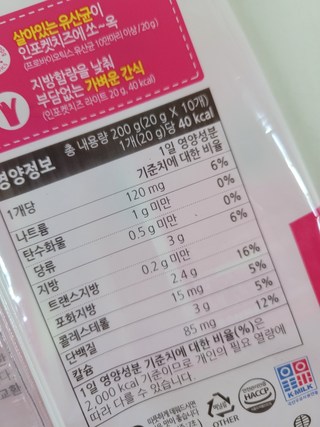 살아있는 유산균이
인포켓치즈에 쏘~옥
(프로바이오틱스 유산균 10만마리 이상/20 g)
지방함량을 낮춰
부담없는 가벼운 간식
(인포켓치즈 라이트 20 g, 40 kcal)
영양정보
총 내용량 200 g(20 g X 10개)
1개(20 g)당 40 kcal
1개당
1일 영양성분
기준치에 대한 비율
나트륨 120 mg 6%
탄수화물 1 g 미만 0%
당류 0.5 g 미만 0%
지방 3 g 6%
트랜스지방 0.2 g 미만
포화지방 2.4 g 16%
콜레스테롤 15 mg 5%
단백질 3 g 5%
칼슘 85 mg 12%
1일 영양성분 기준치에 대한 비율(%)은
2,000 kcal 기준이므로 개인의 필요 열량에
따라 다를 수 있습니다
K-MILK
HACCP
OTHER